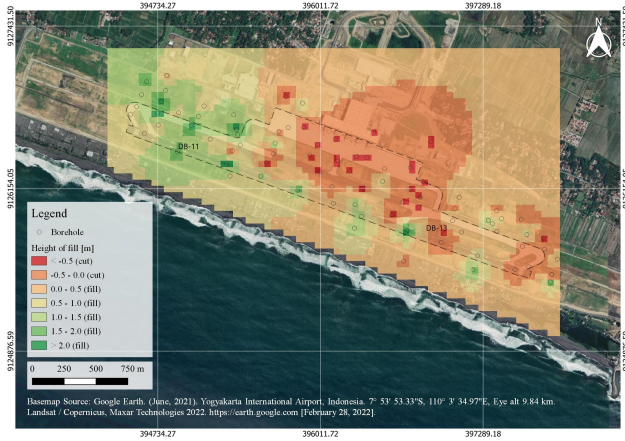 394734.27 396011.72 397289.18
9127431.50 9127431.50
N
DB-11
9126154.05 9126154.05
DB-13
Legend
Borehole
Height of fill [m]
< -0.5 (cut)
-0.5 - 0.0 (cut)
0.0 - 0.5 (fill)
0.5 - 1.0 (fill)
1.0 - 1.5 (fill)
1.5 - 2.0 (fill)
> 2.0 (fill)
9124876.59 9124876.59
0 250 500 750 m
Basemap Source: Google Earth. (June, 2021). Yogyakarta International Airport, Indonesia. 7° 53' 53.33"S, 110° 3' 34.97"E, Eye alt 9.84 km.
Landsat / Copernicus, Maxar Technologies 2022. https://earth.google.com [February 28, 2022].
394734.27 396011.72 397289.18